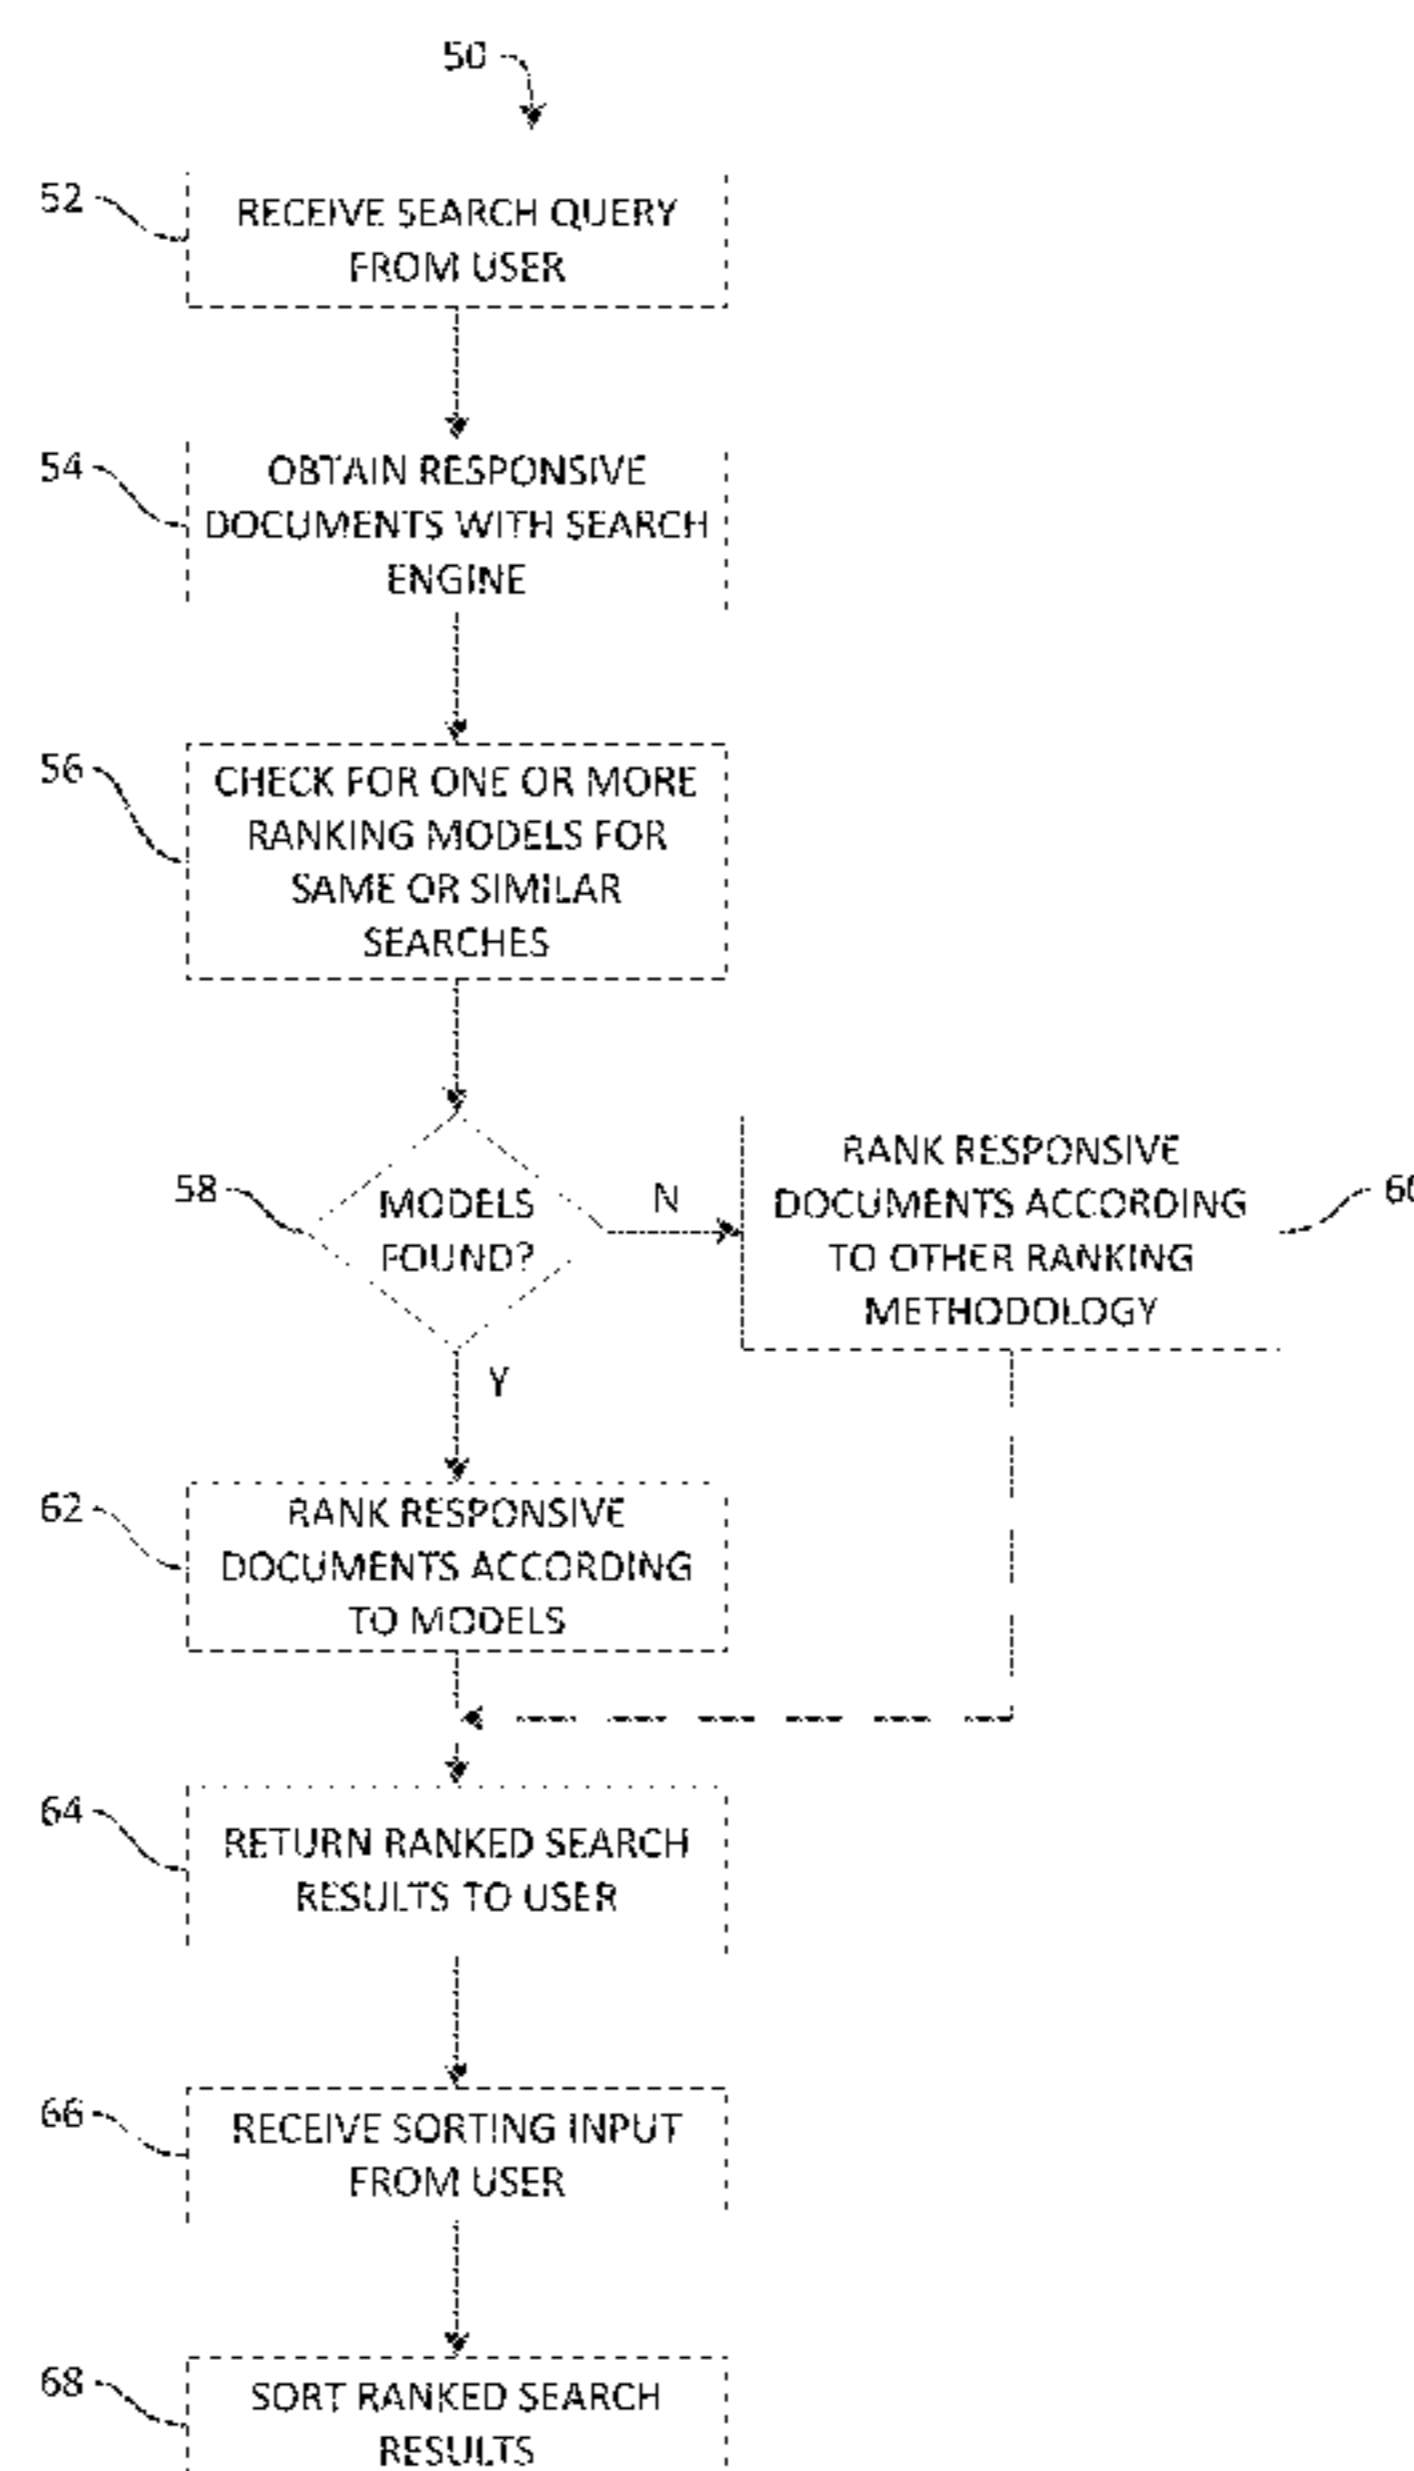 50
52
RECEIVE SEARCH QUERY
FROM USER
54
OBTAIN RESPONSIVE
DOCUMENTS WITH SEARCH
ENGINE
56
CHECK FOR ONE OR MORE
RANKING MODELS FOR
SAME OR SIMILAR
SEARCHES
58
MODELS
FOUND?
N
RANK RESPONSIVE
DOCUMENTS ACCORDING
TO OTHER RANKING
METHODOLOGY
Y
62
RANK RESPONSIVE
DOCUMENTS ACCORDING
TO MODELS
64
RETURN RANKED SEARCH
RESULTS TO USER
66
RECEIVE SORTING INPUT
FROM USER
68
SORT RANKED SEARCH
RESULTS